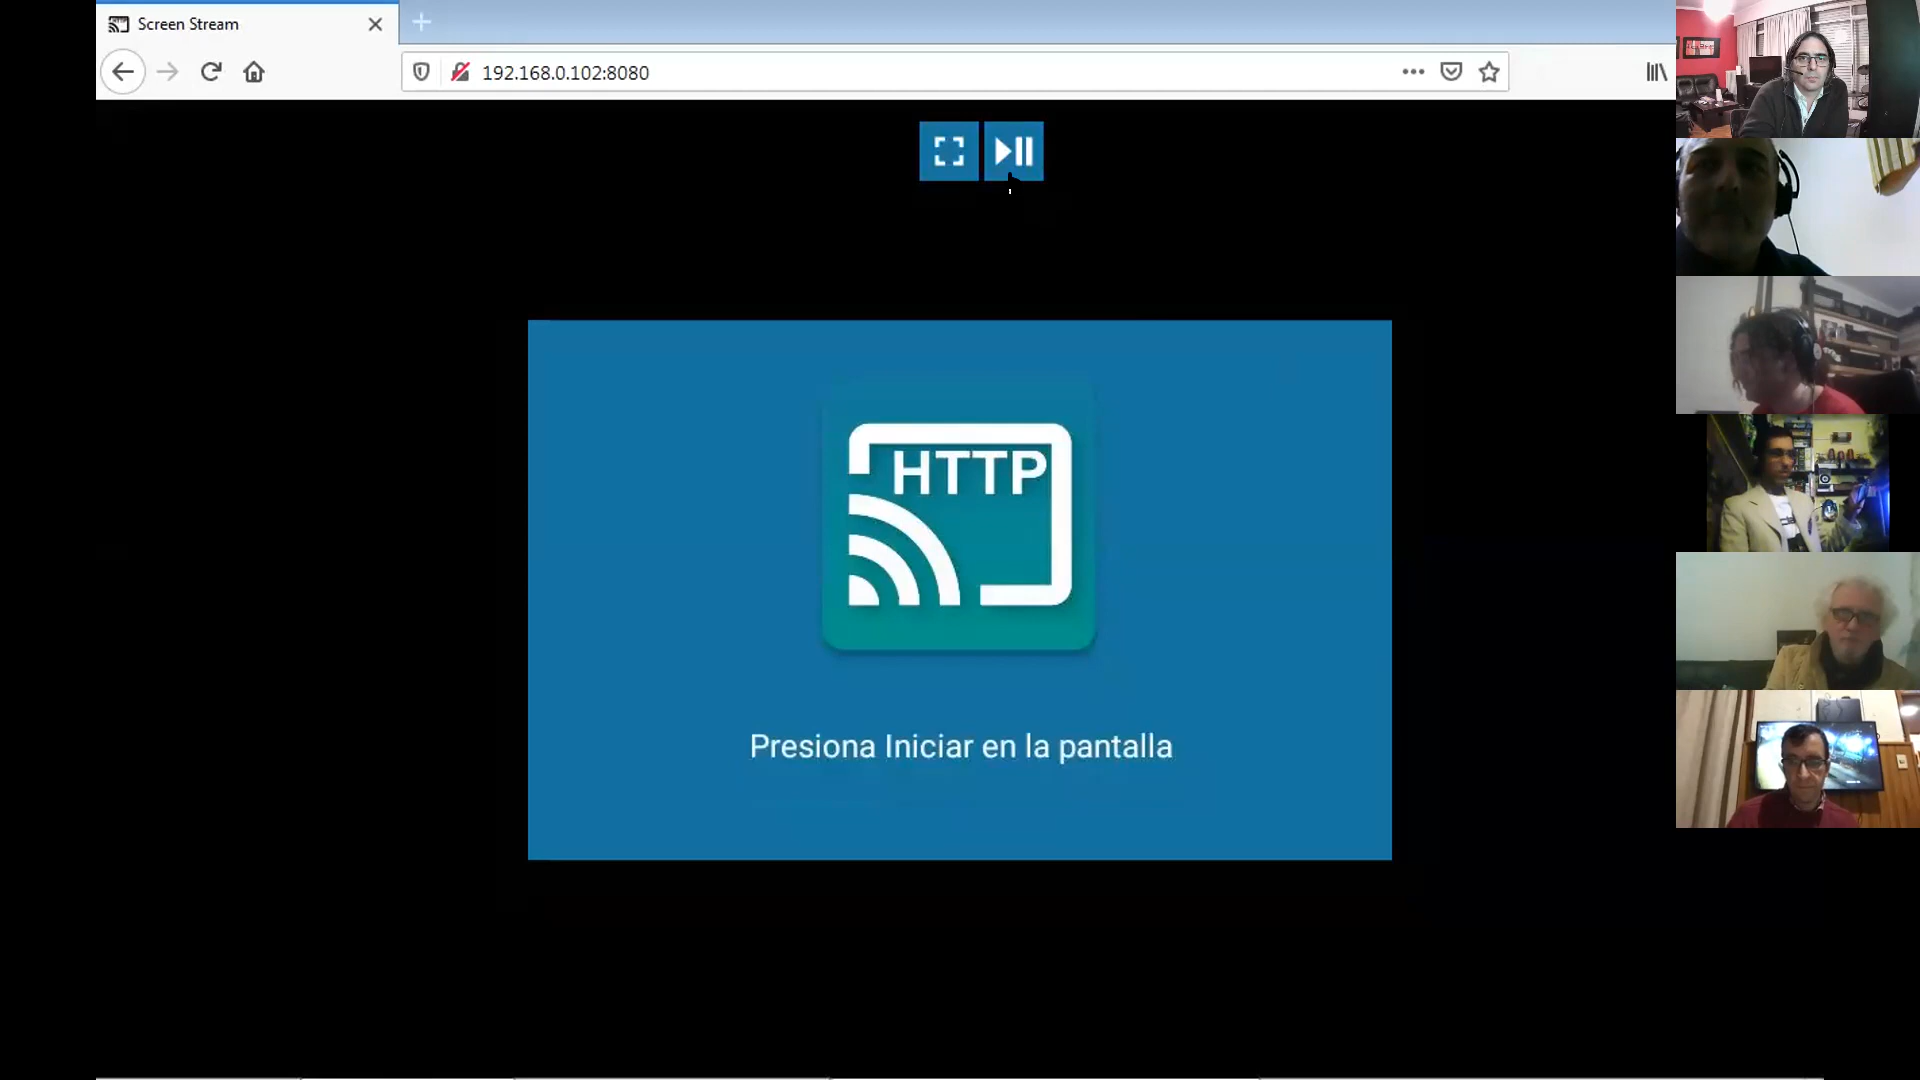 Screen Stream
192.168.0.102:8080
HTTP
Presiona Iniciar en la pantalla